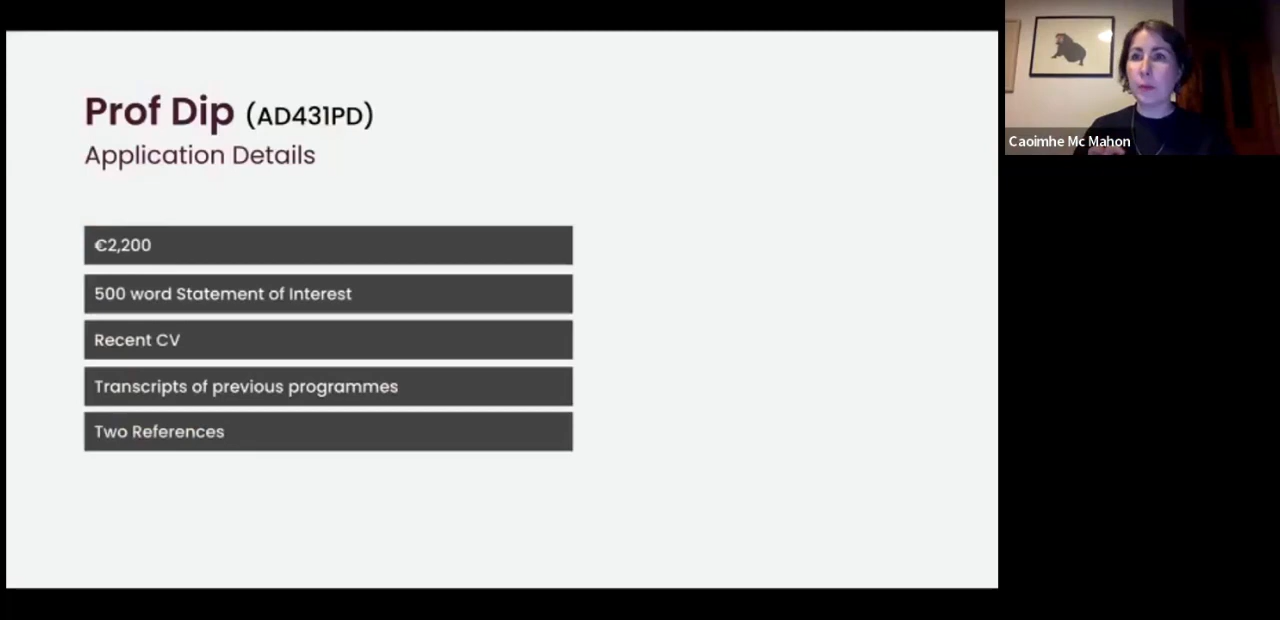 Prof Dip (AD431PD)
Application Details
€2,200
500 word Statement of Interest
Recent CV
Transcripts of previous programmes
Two References
Caoimhe Mc Mahon